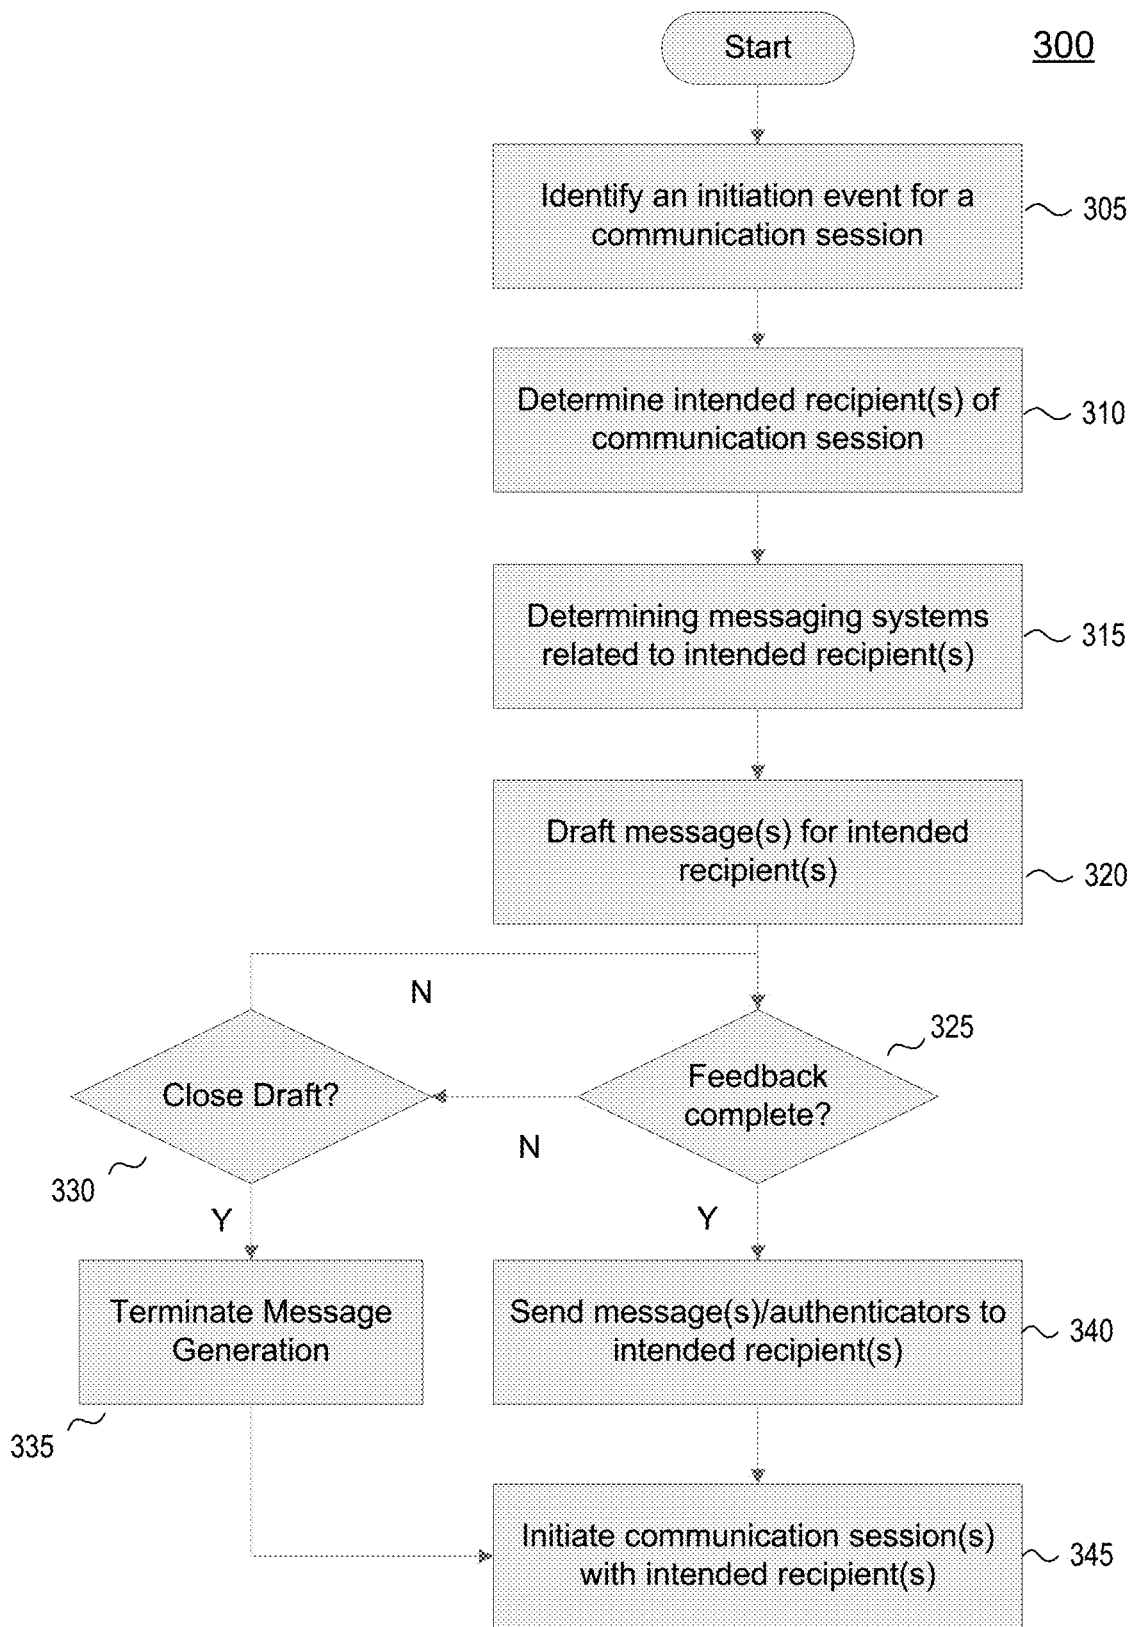 Start
300
Identify an initiation event for a
communication session
305
Determine intended recipient(s) of
communication session
310
Determining messaging systems
related to intended recipient(s)
315
Draft message(s) for intended
recipient(s)
320
N
325
Close Draft?
Feedback
complete?
N
330
Y
Y
Terminate Message
Generation
Send message(s)/authenticators to
intended recipient(s)
340
335
Initiate communication session(s)
with intended recipient(s)
345